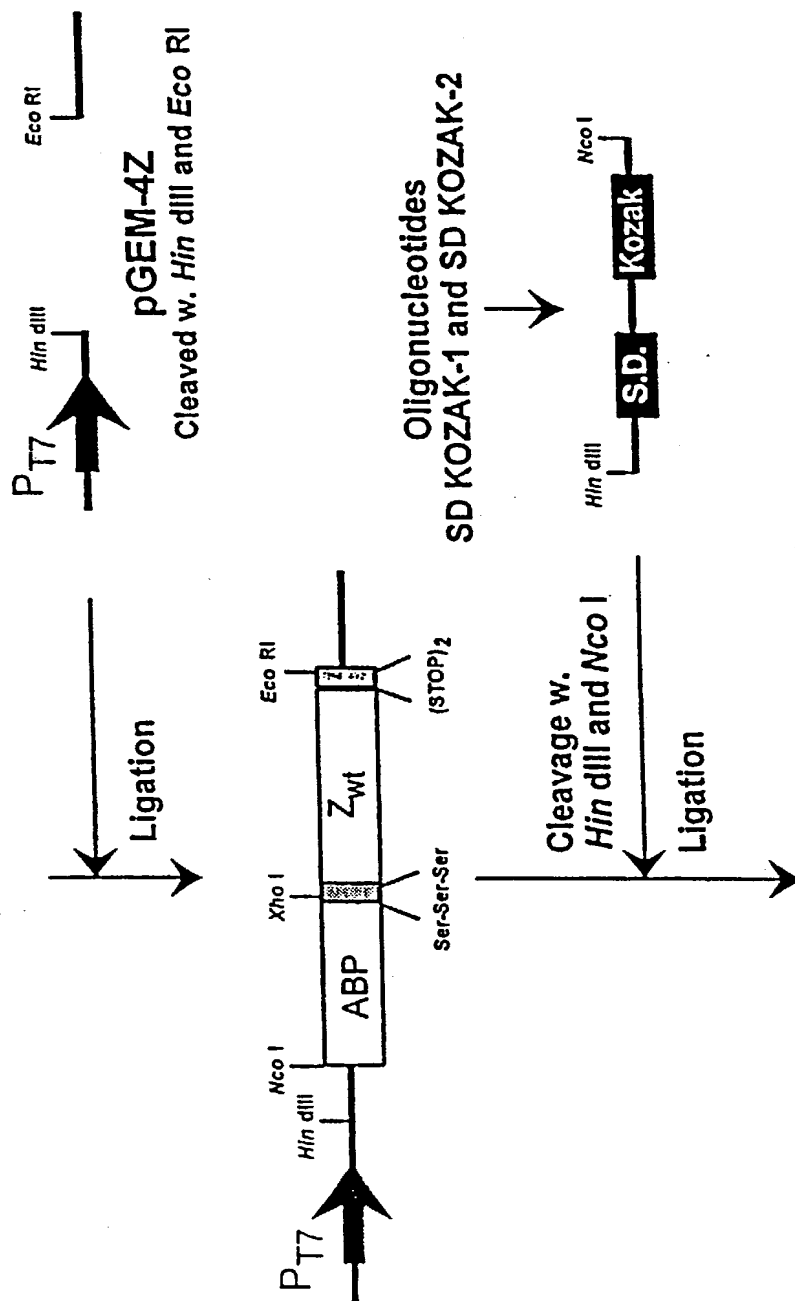 P T7
Hin dIII
Eco RI
pGEM-4Z
Cleaved w. Hin dIII and Eco RI
Ligation
P T7
Hin dIII
Nco I
Xho I
Eco RI
ABP
Zwt
Ser-Ser-Ser
(STOP)2
Oligonucleotides
SD KOZAK-1 and SD KOZAK-2
Cleavage w.
Hin dIII and Nco I
Ligation
Hin dIII
S.D.
Kozak
Nco I